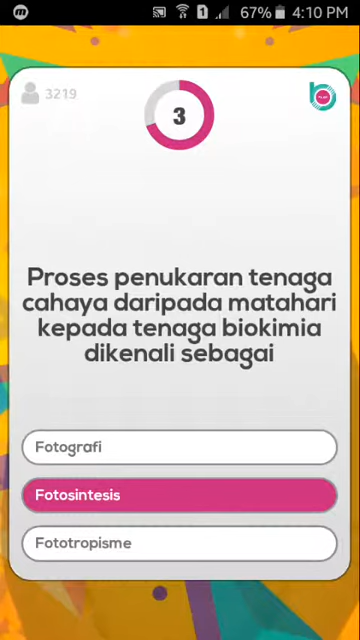 67% 4:10 PM
3219
3
Proses penukaran tenaga
cahaya daripada matahari
kepada tenaga biokimia
dikenali sebagai
Fotografi
Fotosintesis
Fototropisme